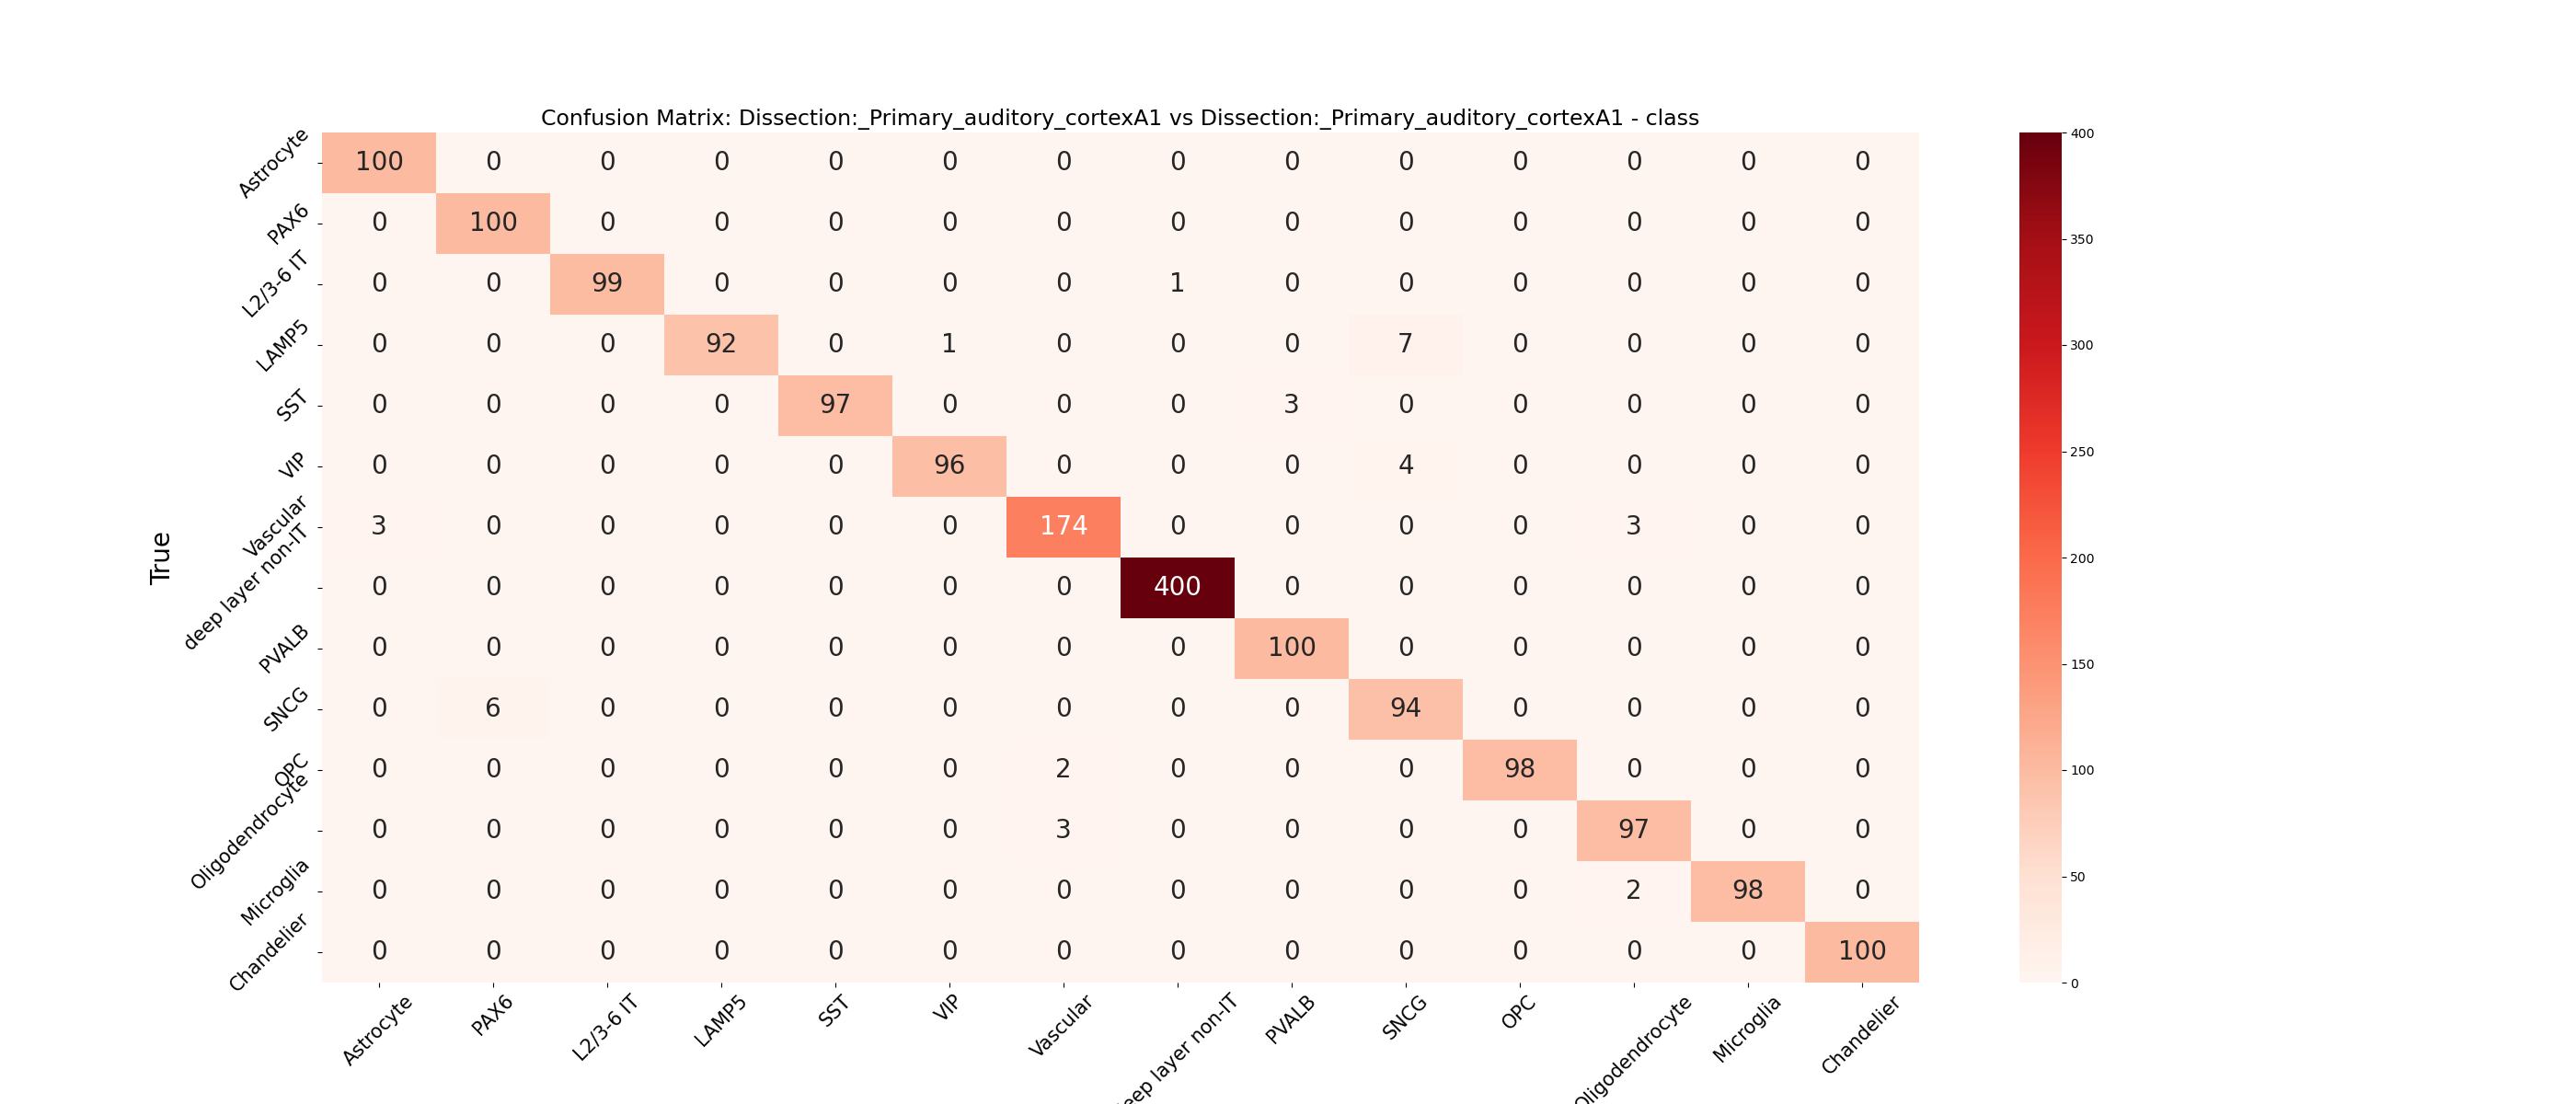 Confusion Matrix: Dissection:_Primary_auditory_cortexA1 vs Dissection:_Primary_auditory_cortexA1 - class
True
Astrocyte 100 0 0 0 0 0 0 0 0 0 0 0 0 0
PAX6 0 100 0 0 0 0 0 0 0 0 0 0 0 0
L2/3-6 IT 0 0 99 0 0 0 0 1 0 0 0 0 0 0
LAMP5 0 0 0 92 0 1 0 0 0 7 0 0 0 0
SST 0 0 0 0 97 0 0 0 3 0 0 0 0 0
VIP 0 0 0 0 0 96 0 0 0 4 0 0 0 0
Vascular 3 0 0 0 0 0 174 0 0 0 0 3 0 0
deep layer non-IT 0 0 0 0 0 0 0 400 0 0 0 0 0 0
PVALB 0 0 0 0 0 0 0 0 100 0 0 0 0 0
SNCG 0 6 0 0 0 0 0 0 0 94 0 0 0 0
OPC 0 0 0 0 0 0 2 0 0 0 98 0 0 0
Oligodendrocyte 0 0 0 0 0 0 3 0 0 0 0 97 0 0
Microglia 0 0 0 0 0 0 0 0 0 0 0 2 98 0
Chandelier 0 0 0 0 0 0 0 0 0 0 0 0 0 100
Astrocyte PAX6 L2/3-6 IT LAMP5 SST VIP Vascular deep layer non-IT PVALB SNCG OPC Oligodendrocyte Microglia Chandelier
400
350
300
250
200
150
100
50
0